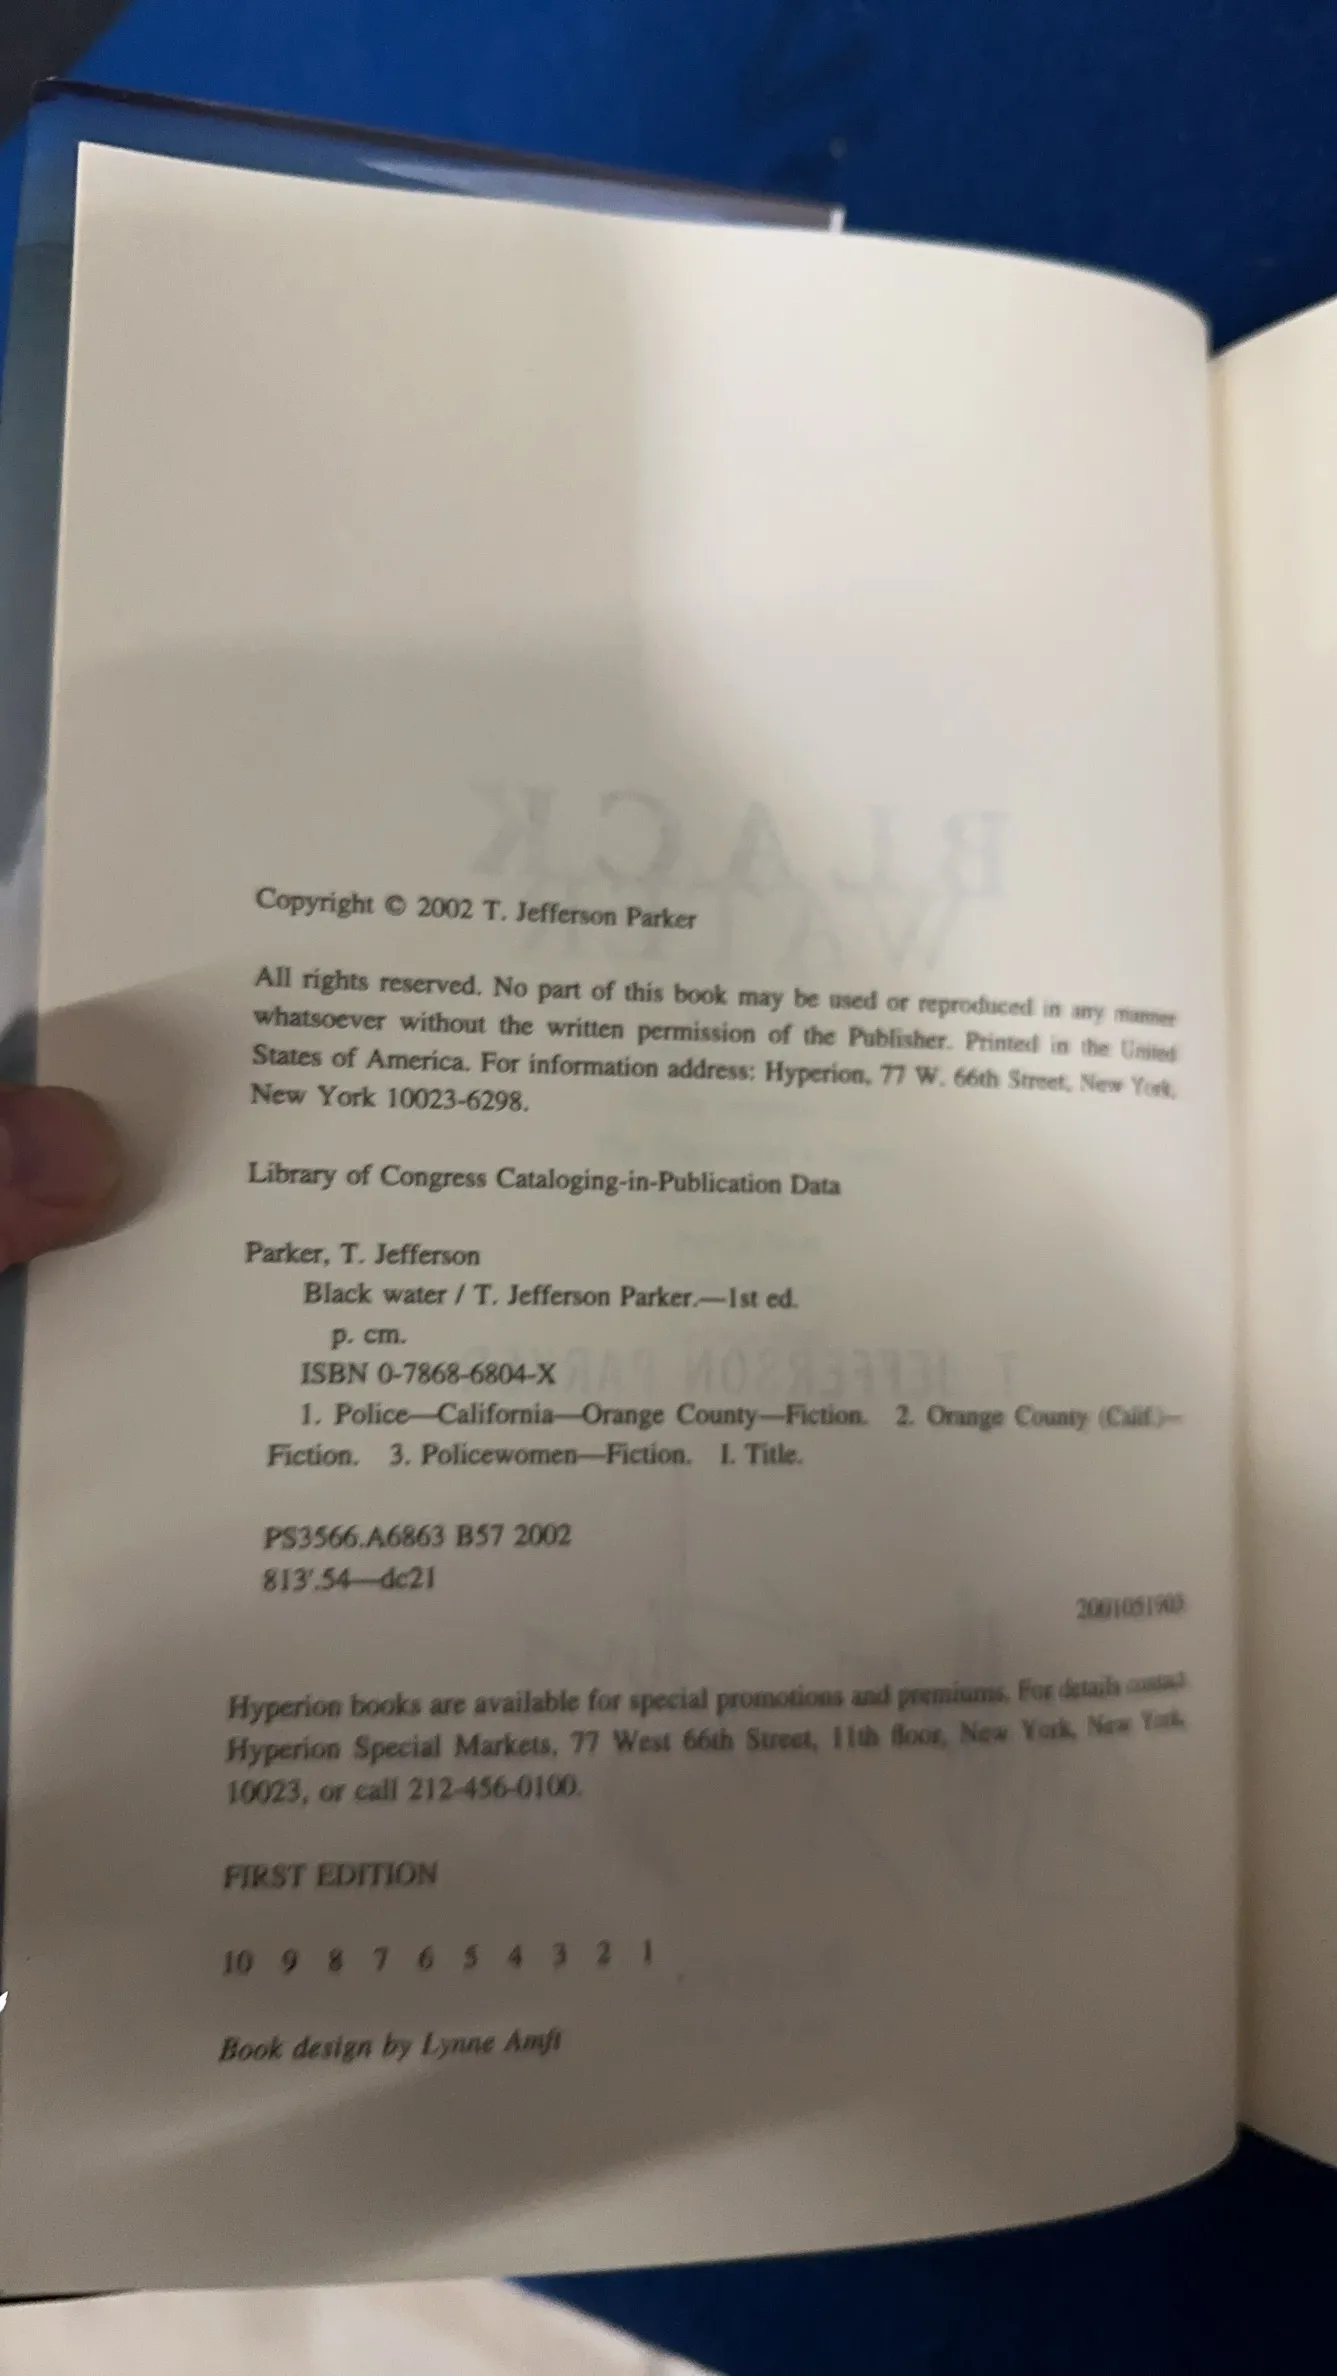 Copyright © 2002 T. Jefferson Parker
All rights reserved. No part of this book may be used or reproduced in any manner
whatsoever without the written permission of the Publisher. Printed in the United
States of America. For information address: Hyperion, 77 W. 66th Street, New York,
New York 10023-6298.
Library of Congress Cataloging-in-Publication Data
Parker, T. Jefferson
Black water / T. Jefferson Parker.—1st ed.
p. cm.
ISBN 0-7868-6804-X
1. Police—California—Orange County—Fiction. 2. Orange County (Calif.)—
Fiction. 3. Policewomen—Fiction. I. Title.
PS3566.A6863 B57 2002
813'.54—dc21
Hyperion books are available for special promotions and premiums. For details contact
Hyperion Special Markets, 77 West 66th Street, 11th floor, New York, New York,
10023, or call 212-456-0100.
FIRST EDITION
10 9 8 7 6 5 4 3 2 1
Book design by Lynne Amft